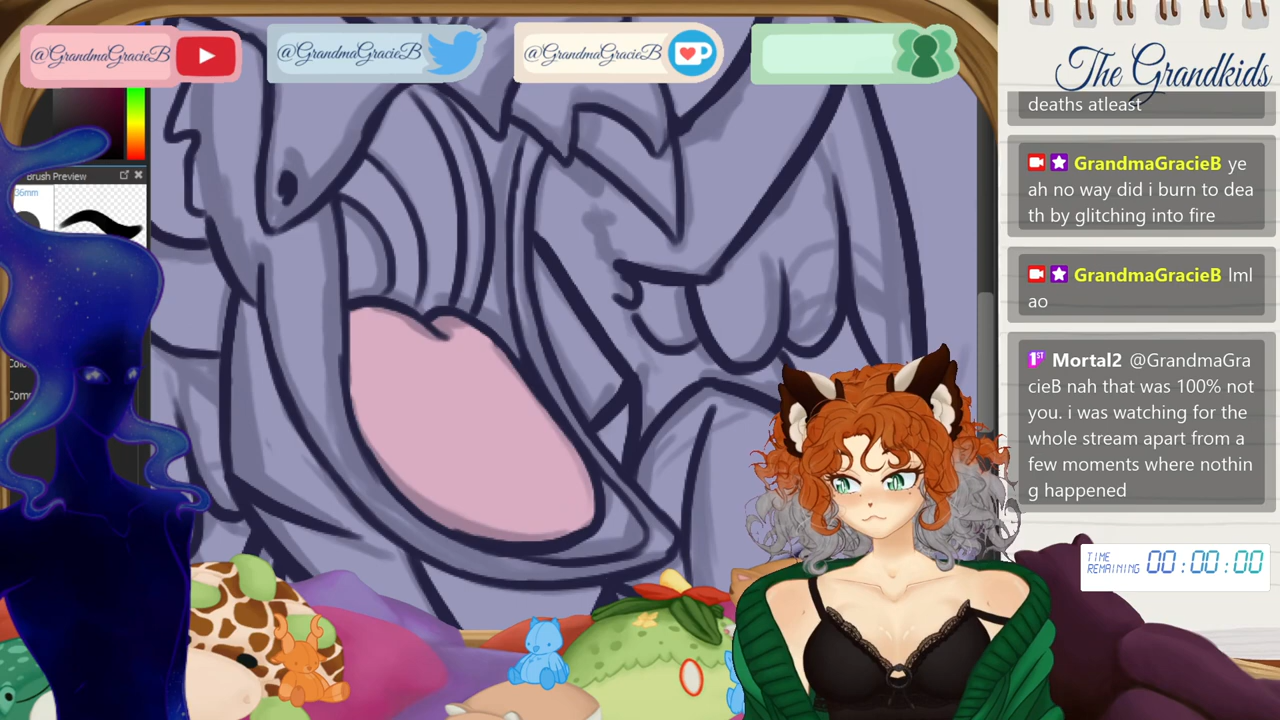 @GrandmaGracieB
@GrandmaGracieB
@GrandmaGracieB
The Grandkids
deaths atleast
GrandmaGracieB ye
ah no way did i burn to dea
th by glitching into fire
GrandmaGracieB lml
ao
1ST Mortal2 @GrandmaGra
cieB nah that was 100% not
you. i was watching for the
whole stream apart from a
few moments where nothin
g happened
TIME
REMAINING 00:00:00
rush Preview
36mm